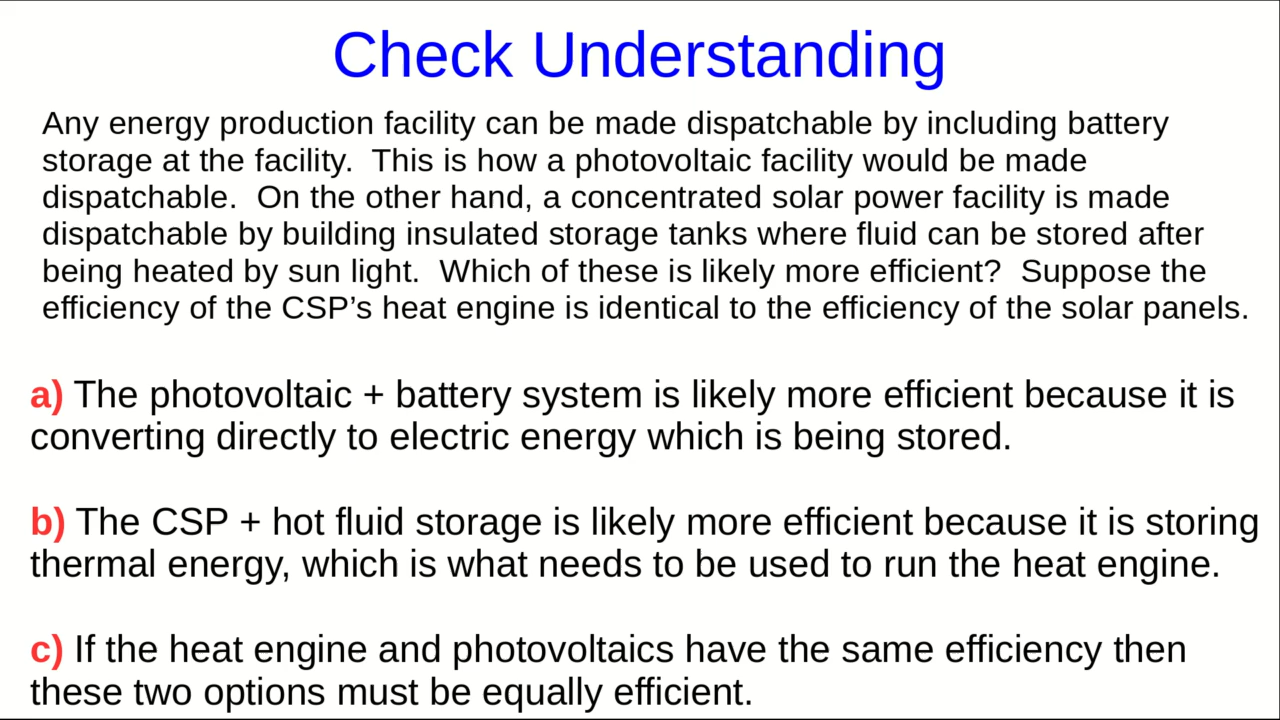 Check Understanding
Any energy production facility can be made dispatchable by including battery
storage at the facility.  This is how a photovoltaic facility would be made
dispatchable.  On the other hand, a concentrated solar power facility is made
dispatchable by building insulated storage tanks where fluid can be stored after
being heated by sun light.  Which of these is likely more efficient?  Suppose the
efficiency of the CSP’s heat engine is identical to the efficiency of the solar panels.
a) The photovoltaic + battery system is likely more efficient because it is
converting directly to electric energy which is being stored.
b) The CSP + hot fluid storage is likely more efficient because it is storing
thermal energy, which is what needs to be used to run the heat engine.
c) If the heat engine and photovoltaics have the same efficiency then
these two options must be equally efficient.